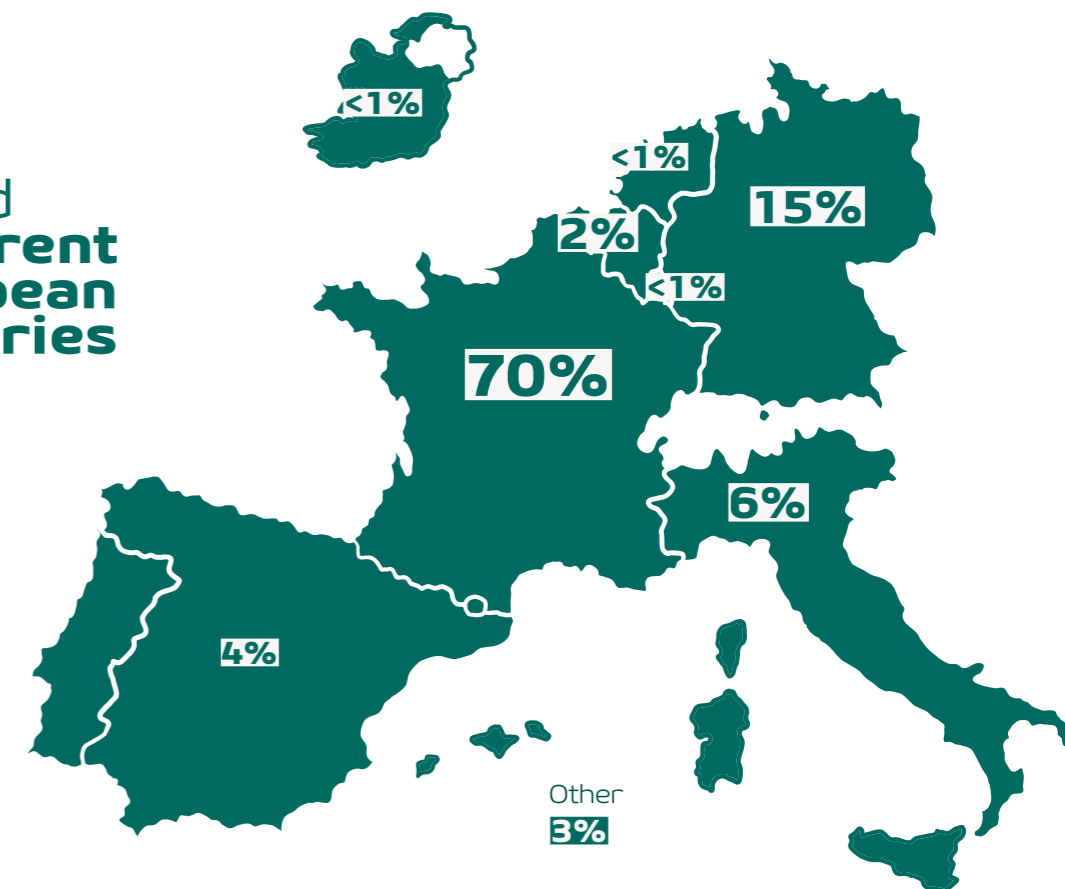 <1%
<1%
15%
d
rent
2%
pean
<1%
ries
70%
6%
4%
Other
3%